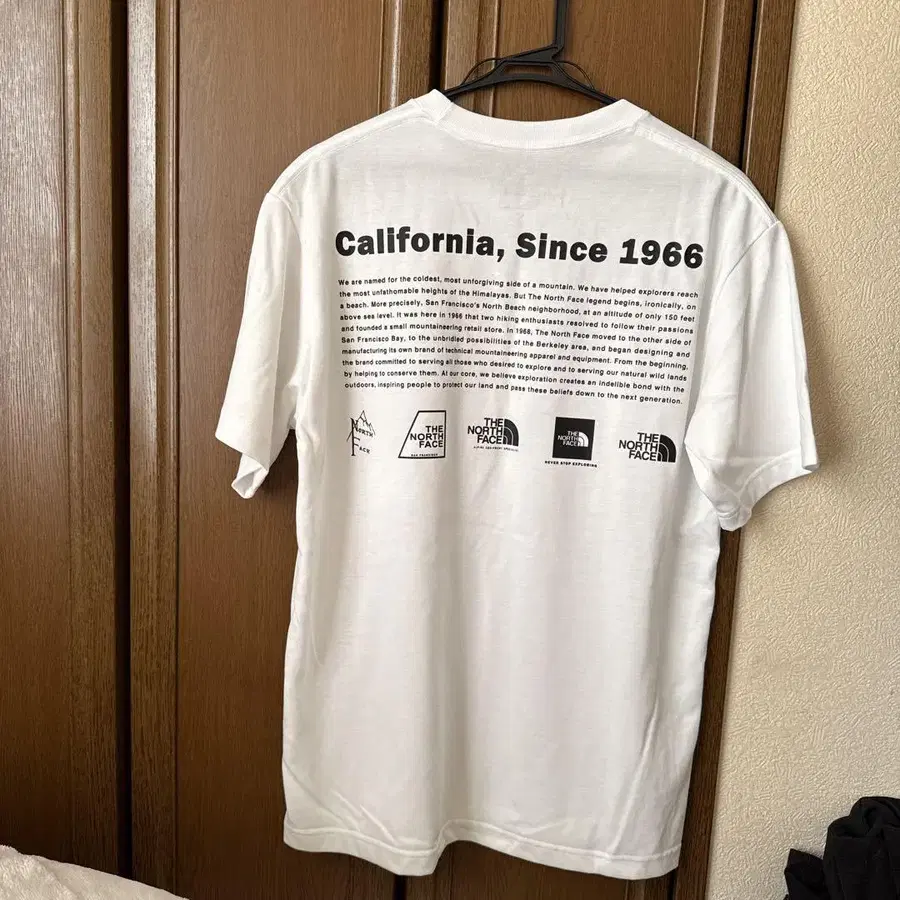 California, Since 1966
We are named for the coldest, most unforgiving side of a mountain. We have helped explorers reach
the most unfathomable heights of the Himalayas. But The North Face legend begins, ironically, on
a beach. More precisely, San Francisco's North Beach neighborhood, at an altitude of only 150 feet
above sea level. It was here in 1966 that two hiking enthusiasts resolved to follow their passions
and founded a small mountaineering retail store. In 1968, The North Face moved to the other side of
San Francisco Bay, to the unbridled possibilities of the Berkeley area, and began designing and
manufacturing its own brand of technical mountaineering apparel and equipment. From the beginning,
the brand committed to serving all those who desired to explore and to serving our natural wild lands
by helping to conserve them. At our core, we believe exploration creates an indelible bond with the
outdoors, inspiring people to protect our land and pass these beliefs down to the next generation.
North
Face
THE
NORTH
FACE
SAN FRANCISCO
THE
NORTH
FACE
THE
NORTH
FACE
NEVER STOP EXPLORING
THE
NORTH
FACE